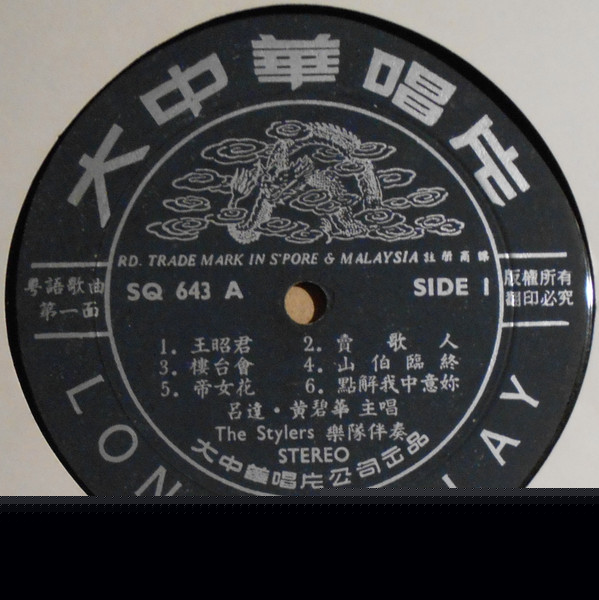 大中華唱片
RD. TRADE MARK IN S'PORE & MALAYSIA 註册商標
粵語歌曲
第一面
SQ 643 A
SIDE 1
版權所有
翻印必究
1. 王昭君 2. 賣歌人
3. 樓台會 4. 山伯臨終
5. 帝女花 6. 點解我中意妳
呂達・黃碧華 主唱
The Stylers 樂隊伴奏
STEREO
大中華唱片公司出品
LON
LAY